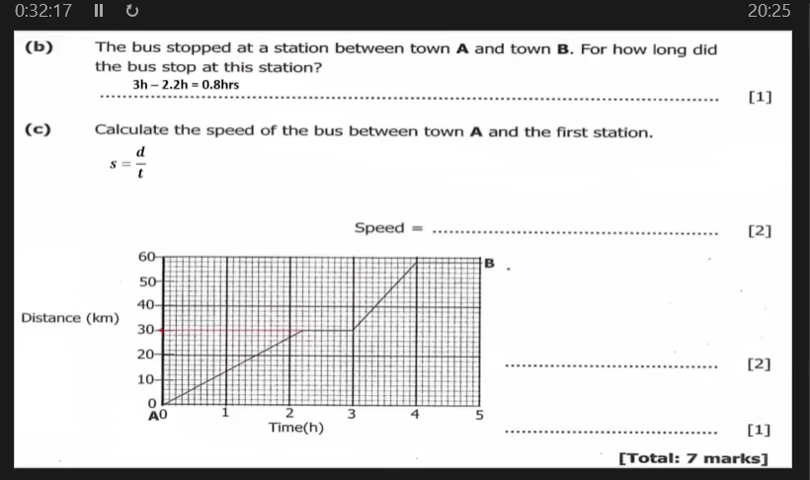 0:32:17
20:25
(b) The bus stopped at a station between town A and town B. For how long did
the bus stop at this station?
3h – 2.2h = 0.8hrs
[1]
(c) Calculate the speed of the bus between town A and the first station.
s = d/t
Speed = [2]
60
B
50
40
Distance (km)
30
20
[2]
10
0
A0 1 2 3 4 5
Time(h)
[1]
[Total: 7 marks]